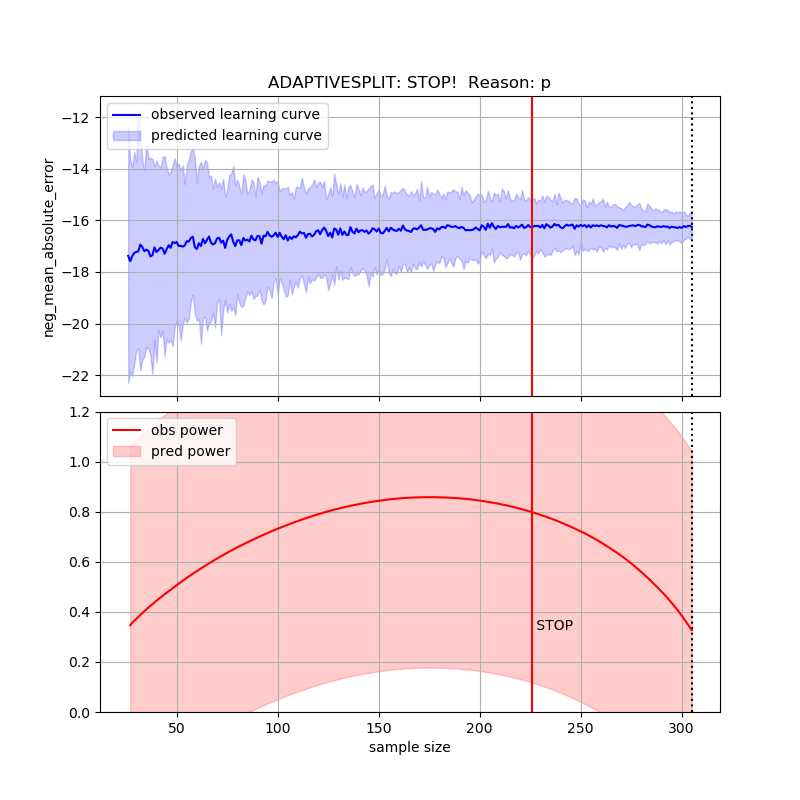 ADAPTIVESPLIT: STOP!  Reason: p
observed learning curve
predicted learning curve
neg_mean_absolute_error
−12
−14
−16
−18
−20
−22
obs power
pred power
1.2
1.0
0.8
0.6
0.4
0.2
0.0
STOP
50
100
150
200
250
300
sample size